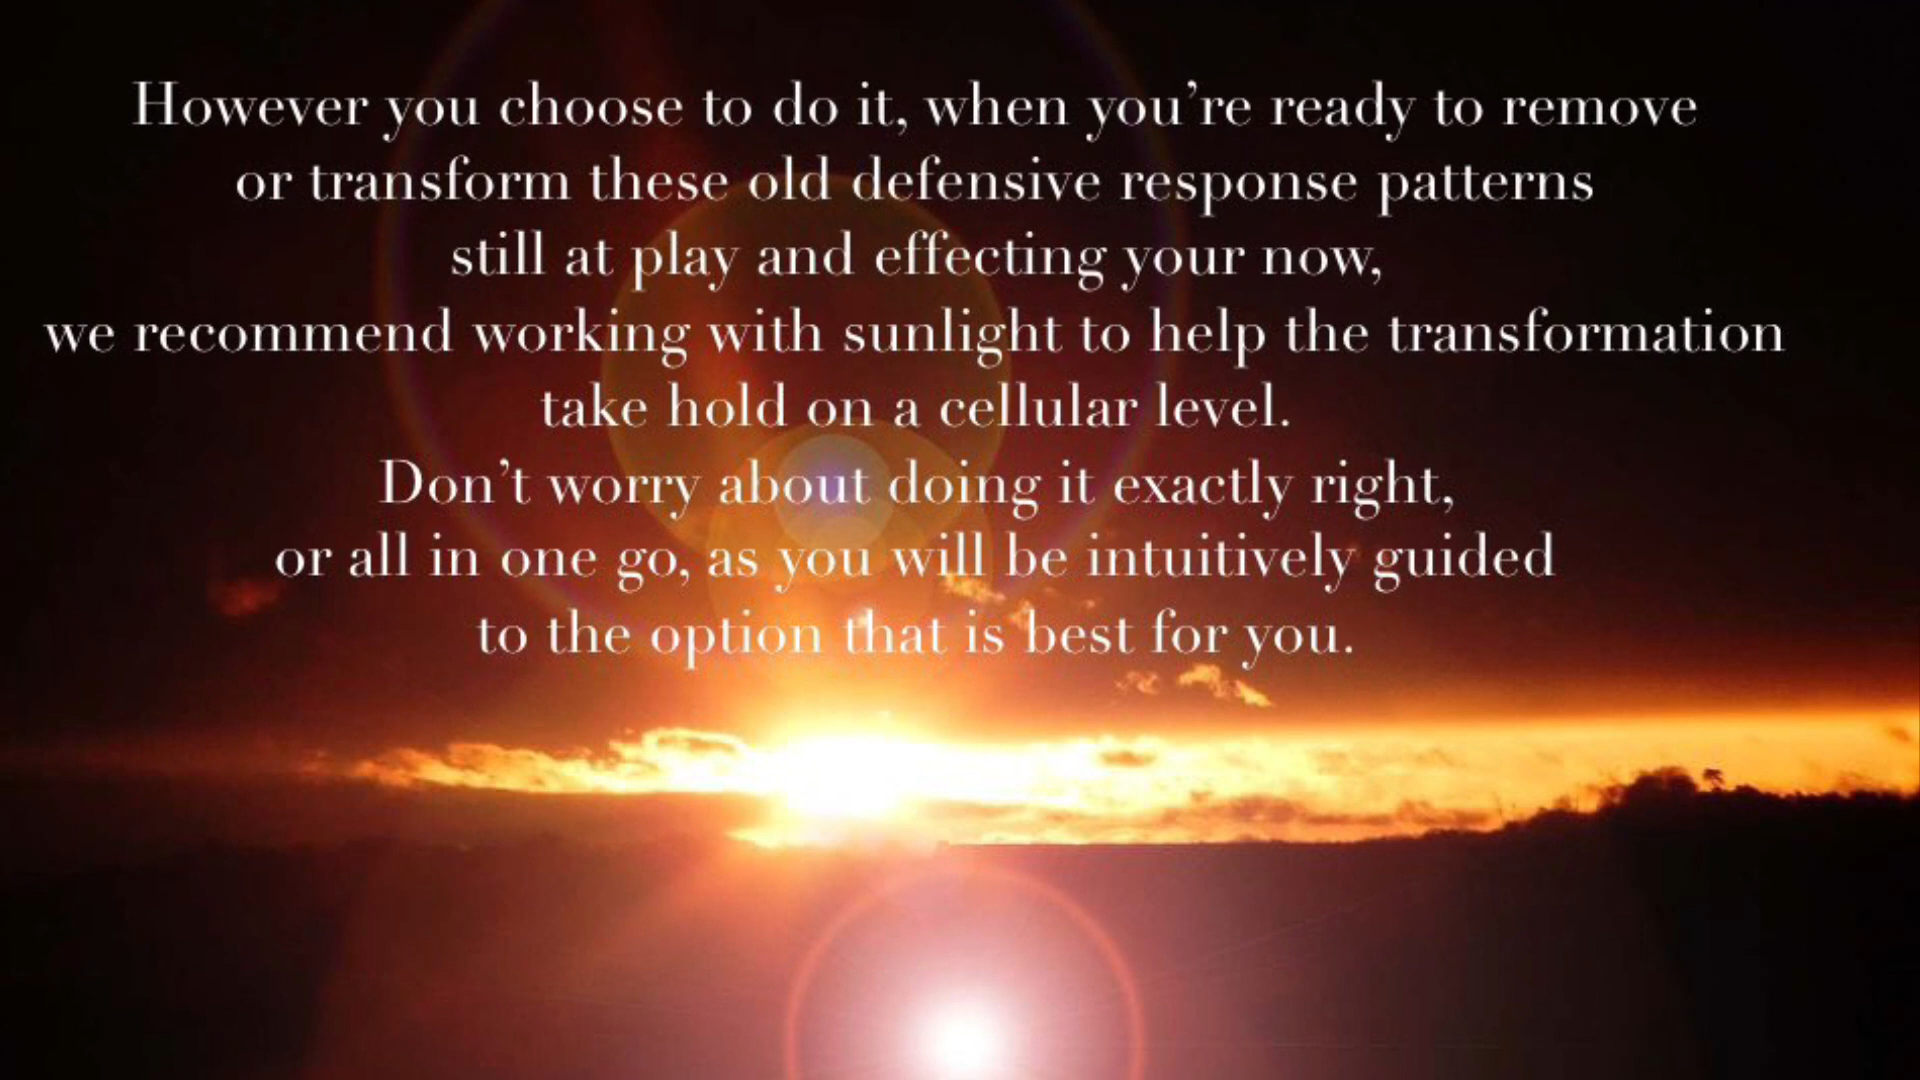 However you choose to do it, when you’re ready to remove
or transform these old defensive response patterns
still at play and effecting your now,
we recommend working with sunlight to help the transformation
take hold on a cellular level.
Don’t worry about doing it exactly right,
or all in one go, as you will be intuitively guided
to the option that is best for you.